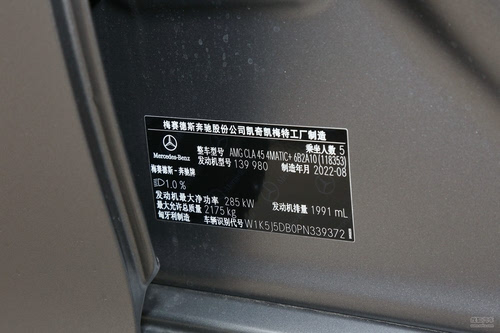 梅赛德斯奔驰股份公司凯奇凯梅特工厂制造
乘坐人数 5
整车型号 AMG CLA 45 4MATIC+ 6B2A10(118353)
发动机型号 139 980 制造年月 2022-08
Mercedes-Benz
梅赛德斯-奔驰牌
D1.0 %
发动机最大净功率 285 kW 发动机排量 1991 mL
最大允许总质量 2175 kg
匈牙利制造 车辆识别代号 W1K5J5DB0PN339372